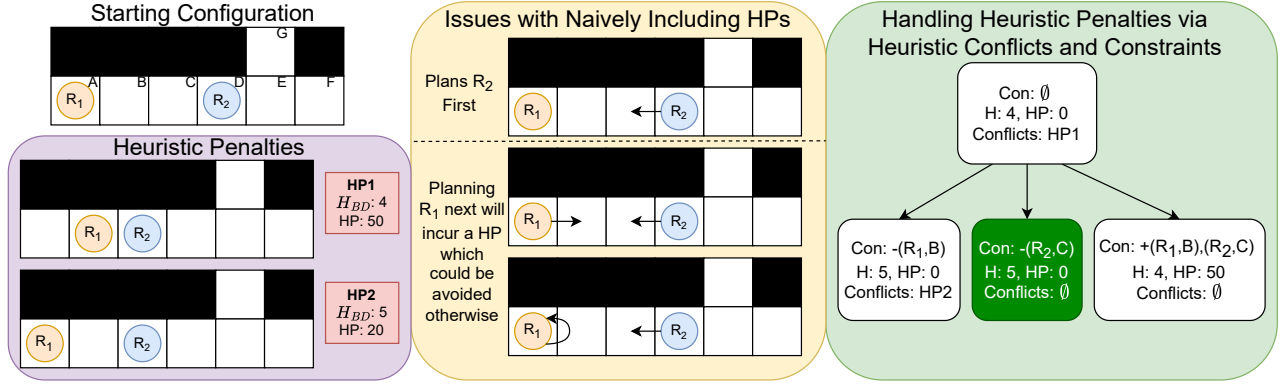 Starting Configuration
G
A B C D E F
R1 R2
Heuristic Penalties
R1 R2
HP1
H_BD: 4
HP: 50
R1 R2
HP2
H_BD: 5
HP: 20
Issues with Naively Including HPs
Plans R2
First
R1 R2
Planning
R1 next will
incur a HP
which
could be
avoided
otherwise
R1 R2
R1 R2
Handling Heuristic Penalties via
Heuristic Conflicts and Constraints
Con: ∅
H: 4, HP: 0
Conflicts: HP1
Con: -(R1,B)
H: 5, HP: 0
Conflicts: HP2
Con: -(R2,C)
H: 5, HP: 0
Conflicts: ∅
Con: +(R1,B),(R2,C)
H: 4, HP: 50
Conflicts: ∅